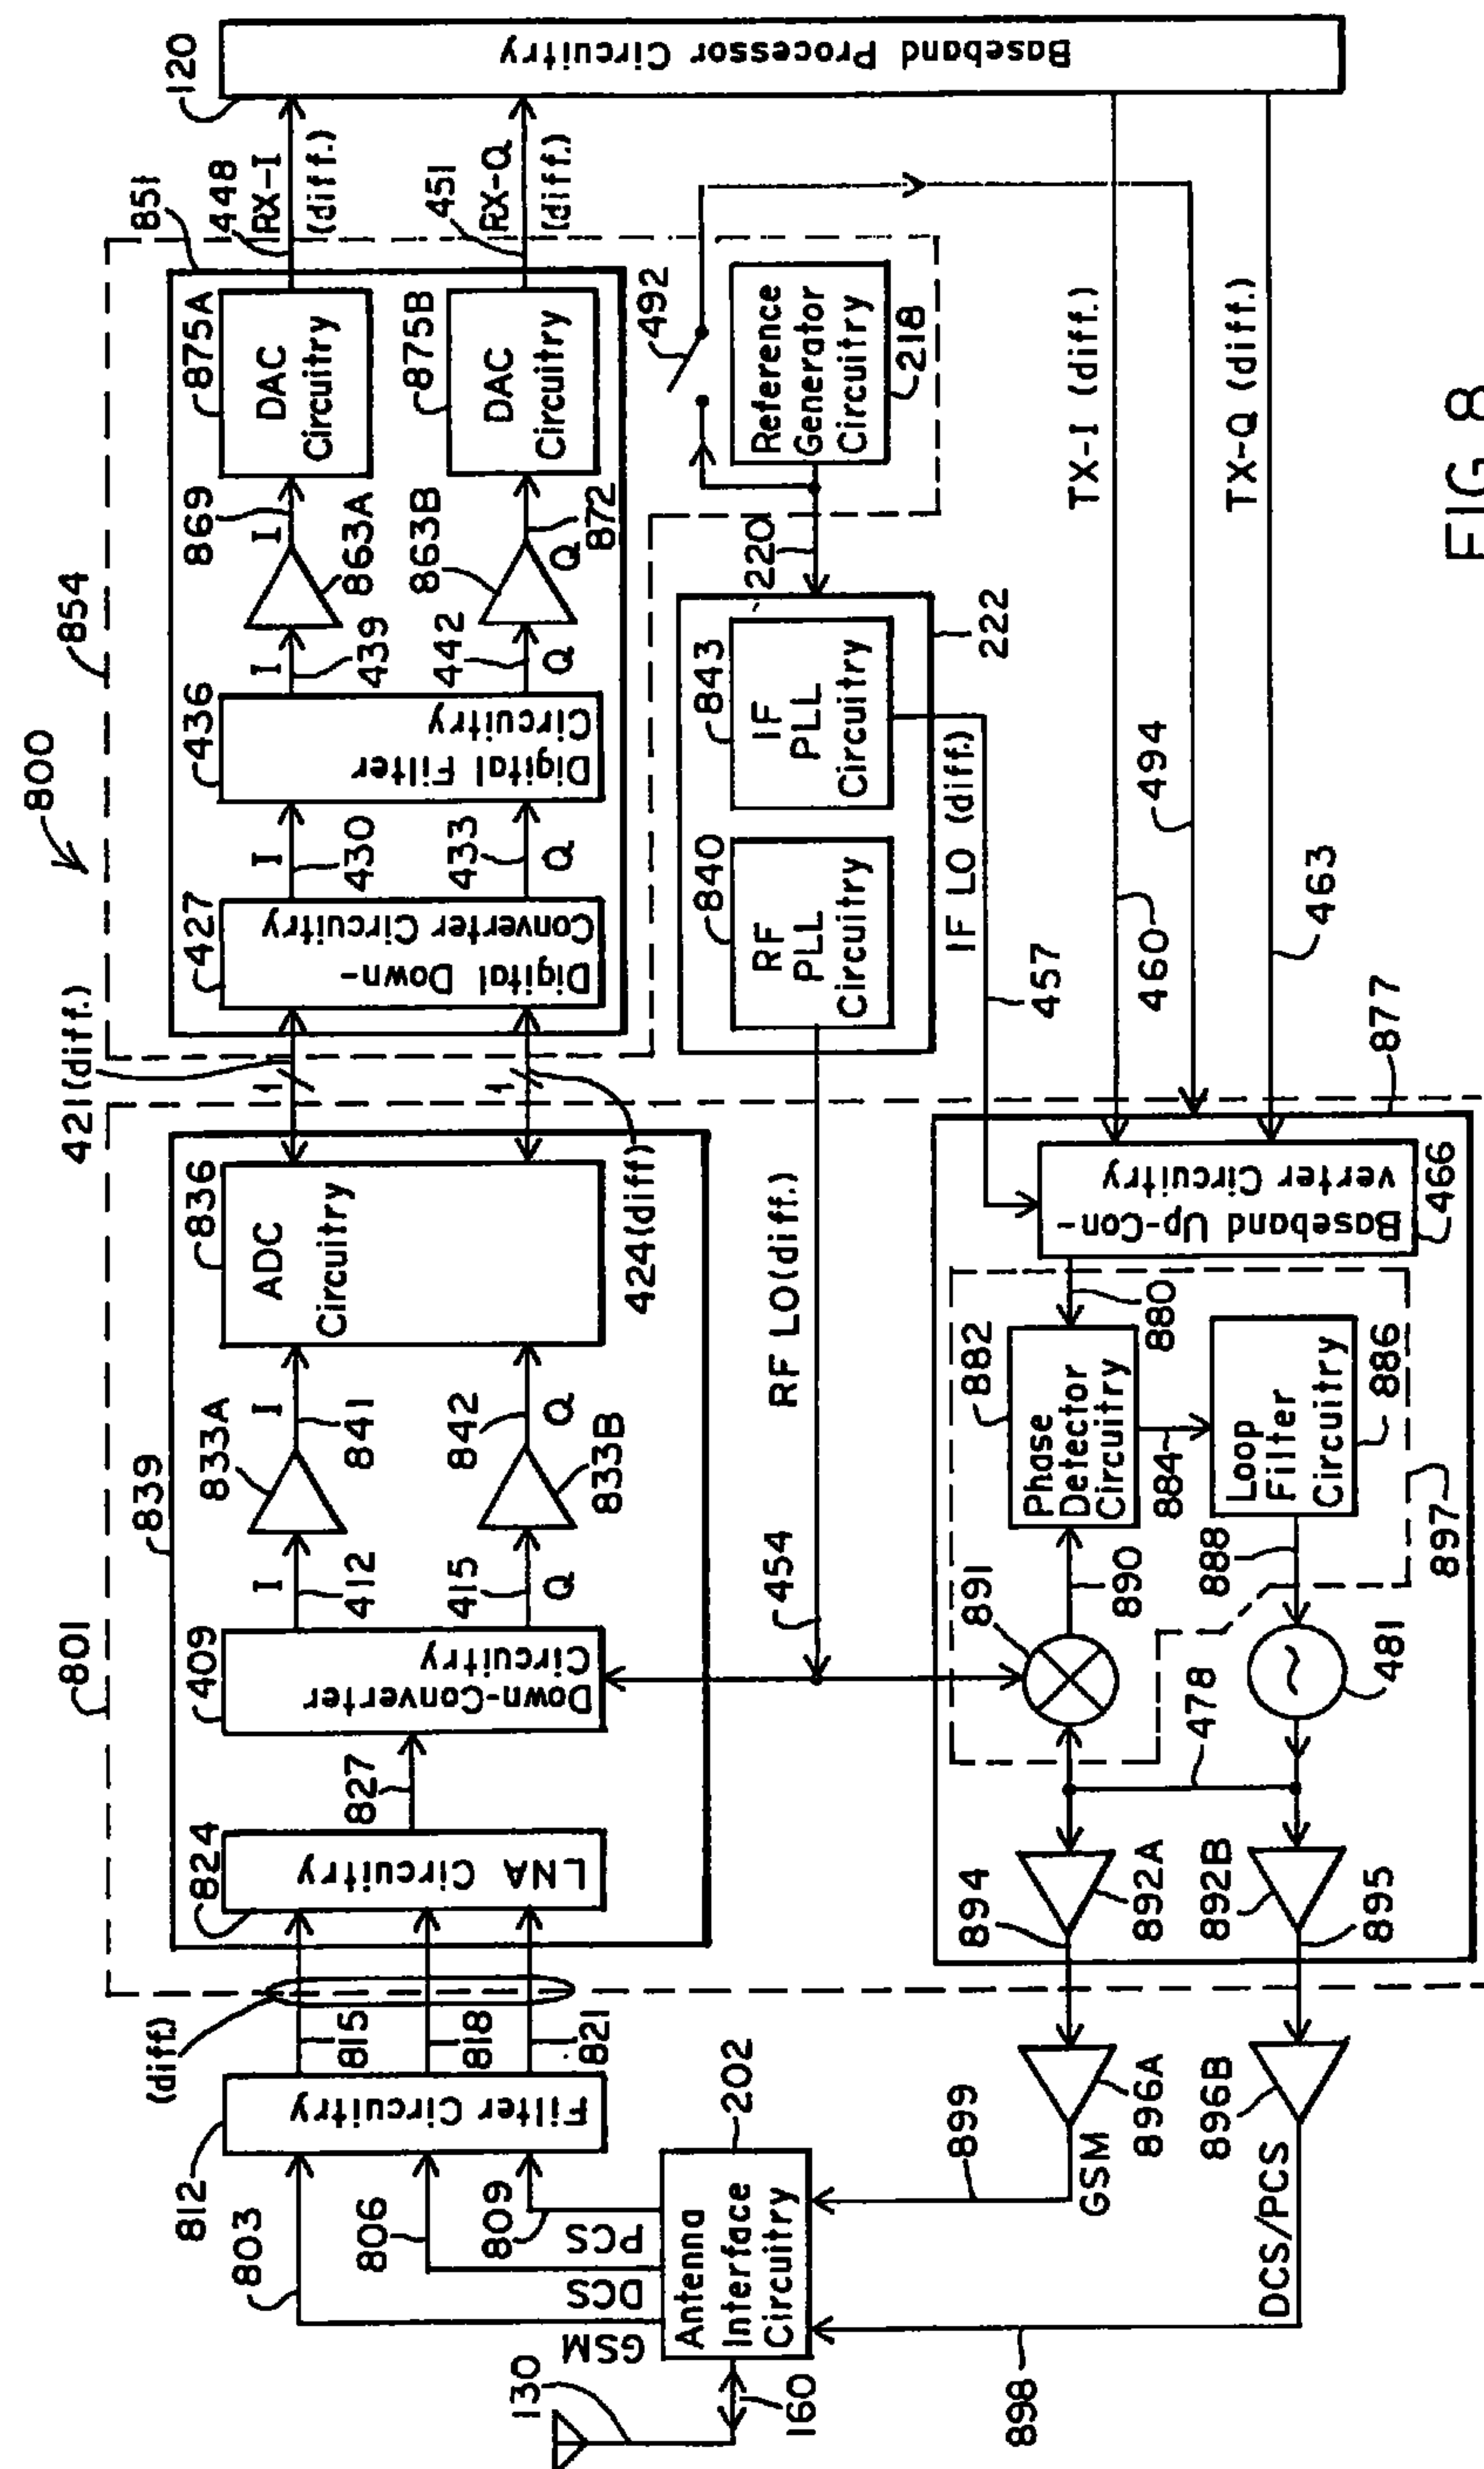 800
801
839
854
851
120
Baseband Processor Circuitry
812
Filter Circuitry
(diff.)
803
806
809
815
818
821
GSM
DCS
PCS
130
160
202
Antenna
Interface
Circuitry
824
LNA Circuitry
827
409
Down-Converter
Circuitry
I
412
415
Q
833A
833B
I
841
842
Q
836
ADC
Circuitry
421(diff.)
1
1
424(diff)
427
Digital Down-
Converter Circuitry
I
430
433
Q
436
Digital Filter
Circuitry
I
439
442
Q
863A
863B
869
I
Q
872
875A
DAC
Circuitry
875B
DAC
Circuitry
448
RX-I
(diff.)
451
RX-Q
(diff.)
492
Reference
Generator
Circuitry
218
220
222
840
RF
PLL
Circuitry
843
IF
PLL
Circuitry
RF LO(diff.)
454
IF LO (diff.)
457
TX-I (diff.)
460
494
TX-Q (diff.)
463
877
Baseband Up-Con-
verter Circuitry
466
880
882
Phase
Detector
Circuitry
884
Loop
Filter
Circuitry
886
888
890
891
897
481
478
892A
892B
894
895
896A
896B
GSM
899
DCS/PCS
898
FIG. 8